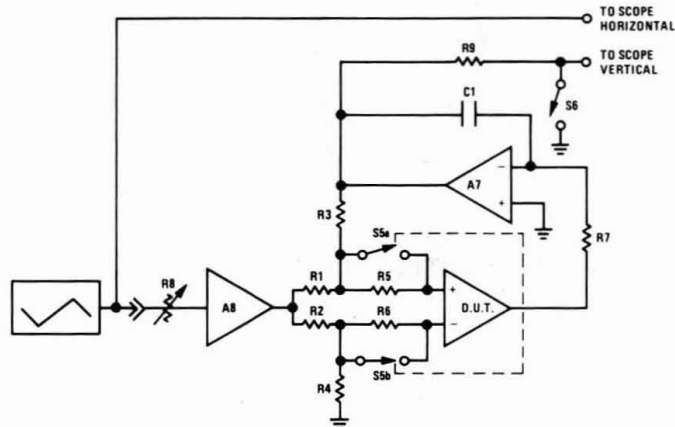 TO SCOPE
HORIZONTAL
R9
TO SCOPE
VERTICAL
C1
S6
A7
-
+
R3
R7
S5a
R8
A8
R1
R5
+
D.U.T.
R2
R6
-
S5b
R4